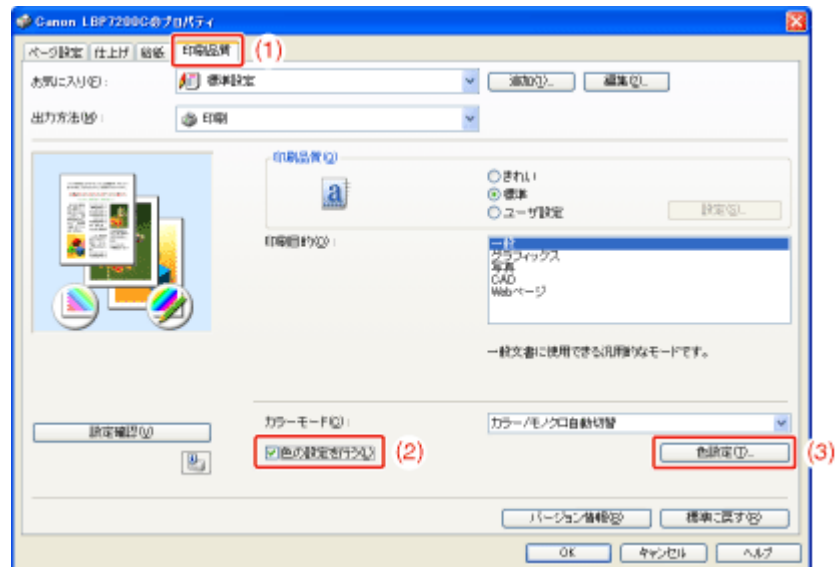 Canon LBP7200Cのプロパティ
ページ設定 仕上げ 給紙 印刷品質 (1)
お気に入り(F): 標準設定 追加(1)... 編集(2)...
出力方法(M): 印刷
印刷品質(Q)
きれい
標準
ユーザ設定 設定(S)...
印刷目的(O):
一般
グラフィックス
写真
CAD
Webページ
一般文書に使用できる汎用的なモードです。
設定確認(V)
カラーモード(C): カラー/モノクロ自動切替
色の設定を行う(L) (2) 色設定(T)... (3)
バージョン情報(B) 標準に戻す(R)
OK キャンセル ヘルプ